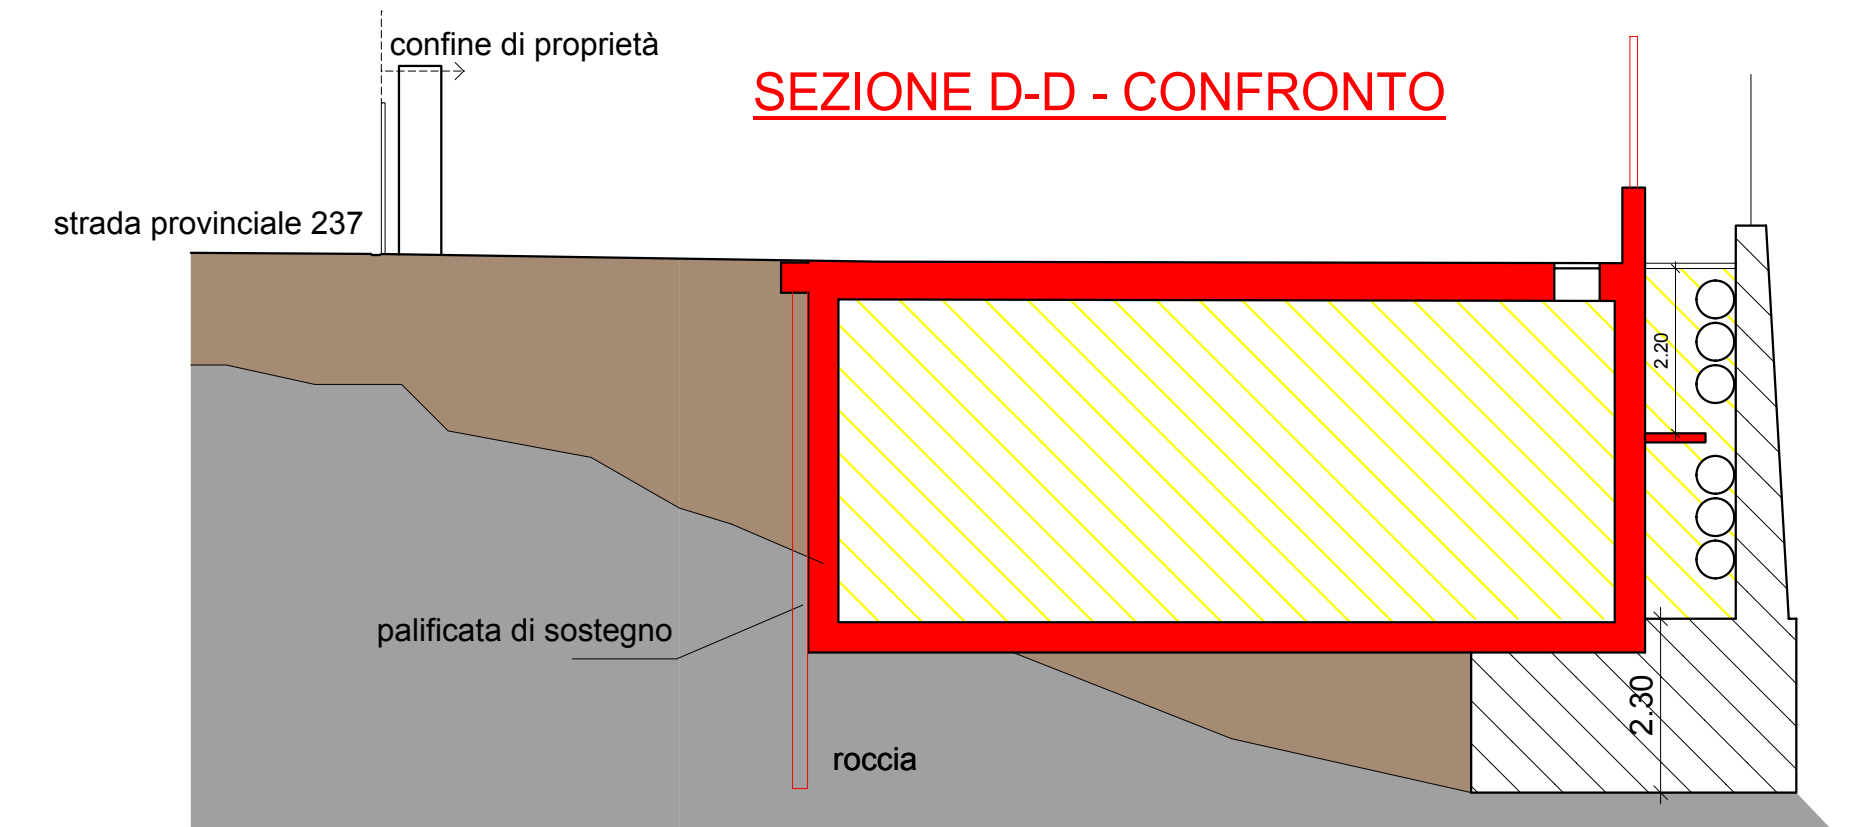 confine di proprietà
SEZIONE D-D - CONFRONTO
strada provinciale 237
2.20
palificata di sostegno
2.30
roccia